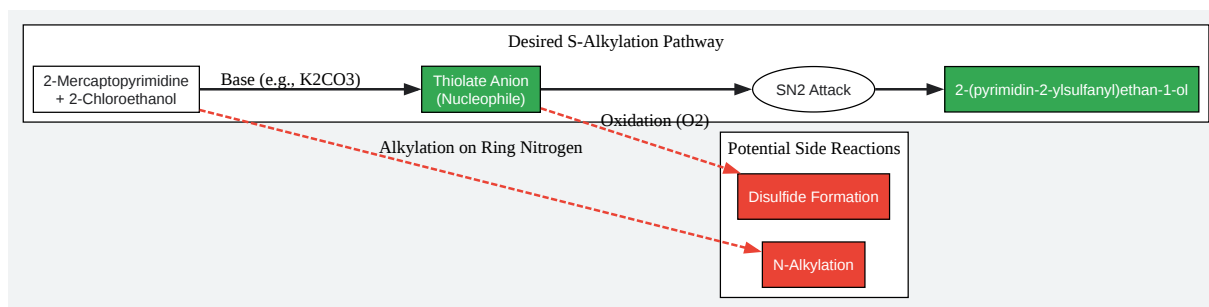 Desired S-Alkylation Pathway
2-Mercaptopyrimidine
+ 2-Chloroethanol
Base (e.g., K2CO3)
Thiolate Anion
(Nucleophile)
SN2 Attack
2-(pyrimidin-2-ylsulfanyl)ethan-1-ol
Oxidation (O2)
Alkylation on Ring Nitrogen
Potential Side Reactions
Disulfide Formation
N-Alkylation